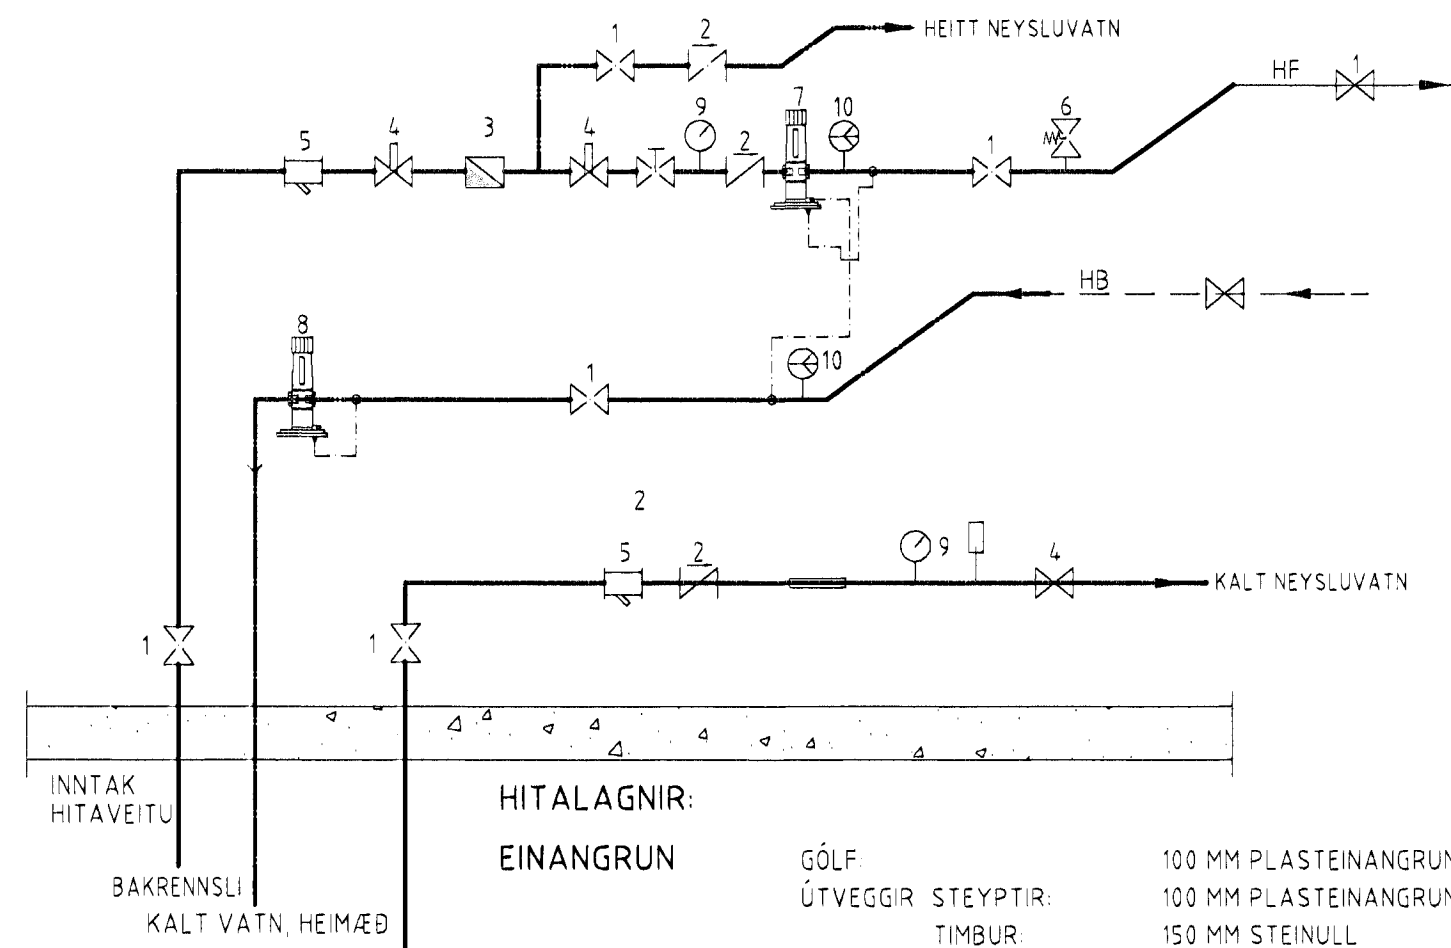 1
2
HEITT NEYSLUVATN
HF
1
5
4
3
4
9
2
7
10
1
6
HB
8
1
10
2
5
2
9
4
KALT NEYSLUVATN
1
1
INNTAK
HITAVEITU
HITALAGNIR:
EINANGRUN
GÓLF: 100 MM PLASTEINANGRUN
ÚTVEGGIR STEYPTIR: 100 MM PLASTEINANGRUN
TIMBUR: 150 MM STEINULL
BAKRENNSLI
KALT VATN, HEIMÆÐ